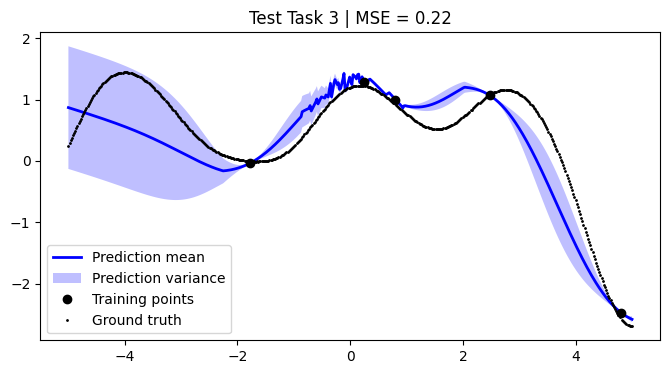 Test Task 3 | MSE = 0.22
2
1
0
−1
−2
Prediction mean
Prediction variance
Training points
Ground truth
−4 −2 0 2 4